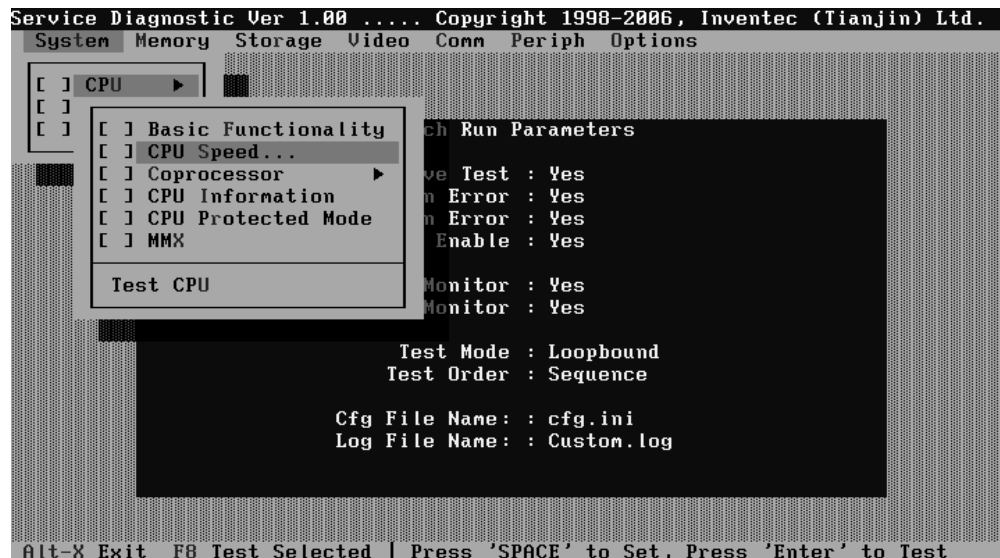 Service Diagnostic Ver 1.00 ..... Copyright 1998-2006, Inventec (Tianjin) Ltd.
System Memory Storage Video Comm Periph Options
[ ] CPU ►
[ ]
[ ]
[ ] Basic Functionality
[ ] CPU Speed...
[ ] Coprocessor ►
[ ] CPU Information
[ ] CPU Protected Mode
[ ] MMX
Test CPU
ch Run Parameters
ve Test : Yes
n Error : Yes
n Error : Yes
Enable : Yes
Monitor : Yes
Monitor : Yes
Test Mode : Loopbound
Test Order : Sequence
Cfg File Name: : cfg.ini
Log File Name: : Custom.log
Alt-X Exit F8 Test Selected | Press 'SPACE' to Set, Press 'Enter' to Test